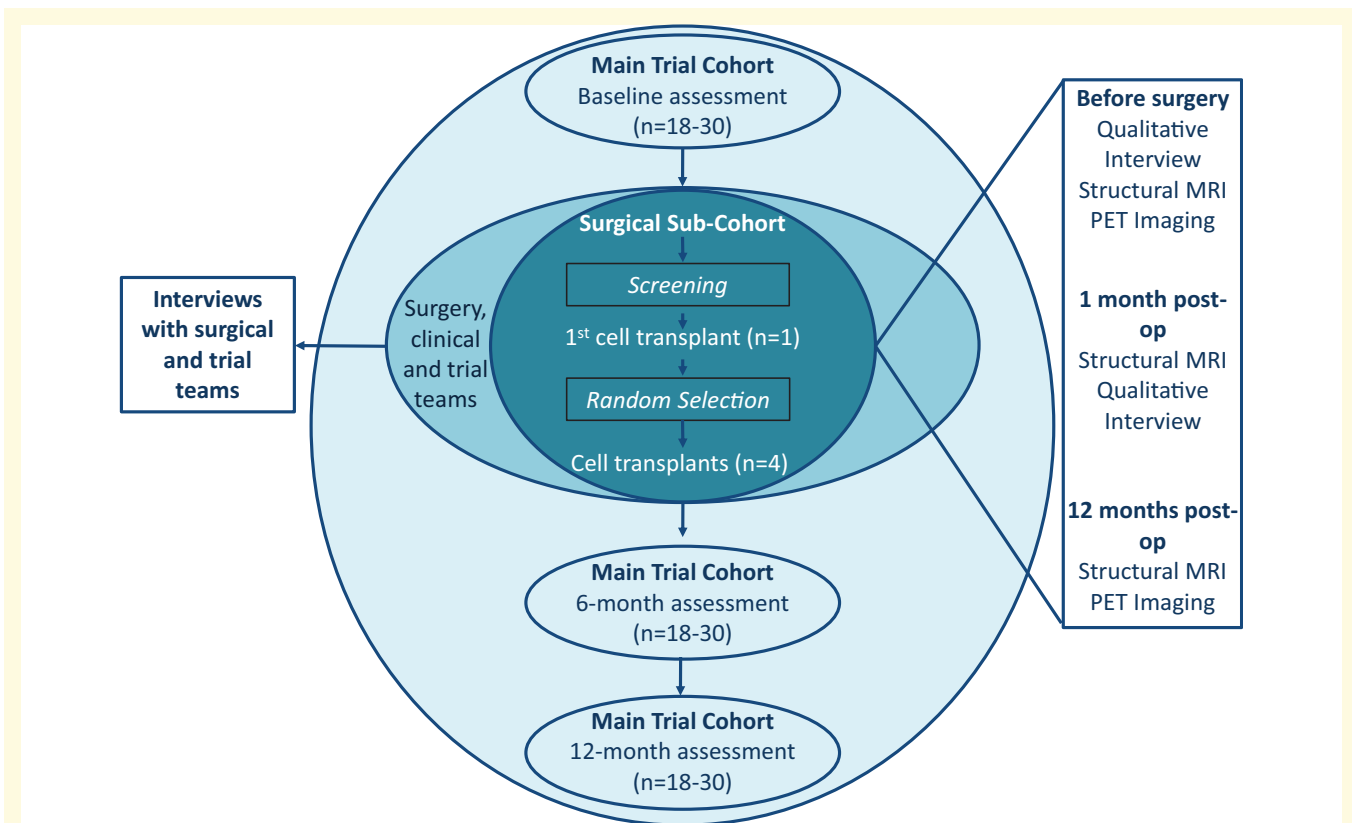 Main Trial Cohort
Baseline assessment
(n=18-30)
Surgical Sub-Cohort
Screening
1st cell transplant (n=1)
Random Selection
Cell transplants (n=4)
Surgery,
clinical
and trial
teams
Interviews
with surgical
and trial
teams
Main Trial Cohort
6-month assessment
(n=18-30)
Main Trial Cohort
12-month assessment
(n=18-30)
Before surgery
Qualitative
Interview
Structural MRI
PET Imaging
1 month post-
op
Structural MRI
Qualitative
Interview
12 months post-
op
Structural MRI
PET Imaging